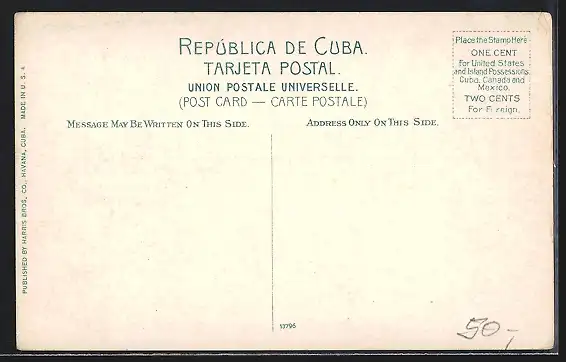 REPÚBLICA DE CUBA.
TARJETA POSTAL.
UNION POSTALE UNIVERSELLE.
(POST CARD — CARTE POSTALE)
MESSAGE MAY BE WRITTEN ON THIS SIDE.
ADDRESS ONLY ON THIS SIDE.
Place the Stamp Here
ONE CENT
For United States
and Island Possessions
Cuba, Canada and
Mexico.
TWO CENTS
For Foreign.
PUBLISHED BY HARRIS BROS. CO., HAVANA, CUBA. MADE IN U. S. A.
13796
50,-